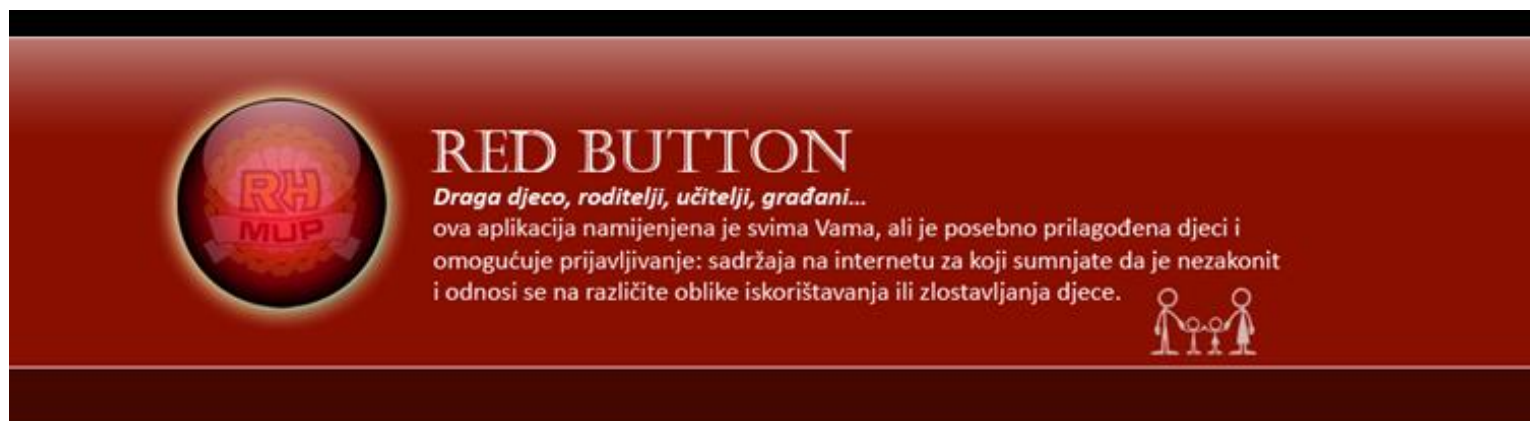 RED BUTTON
Draga djeco, roditelji, učitelji, građani...
ova aplikacija namijenjena je svima Vama, ali je posebno prilagođena djeci i
omogućuje prijavljivanje: sadržaja na internetu za koji sumnjate da je nezakonit
i odnosi se na različite oblike iskorištavanja ili zlostavljanja djece.
RH
MUP